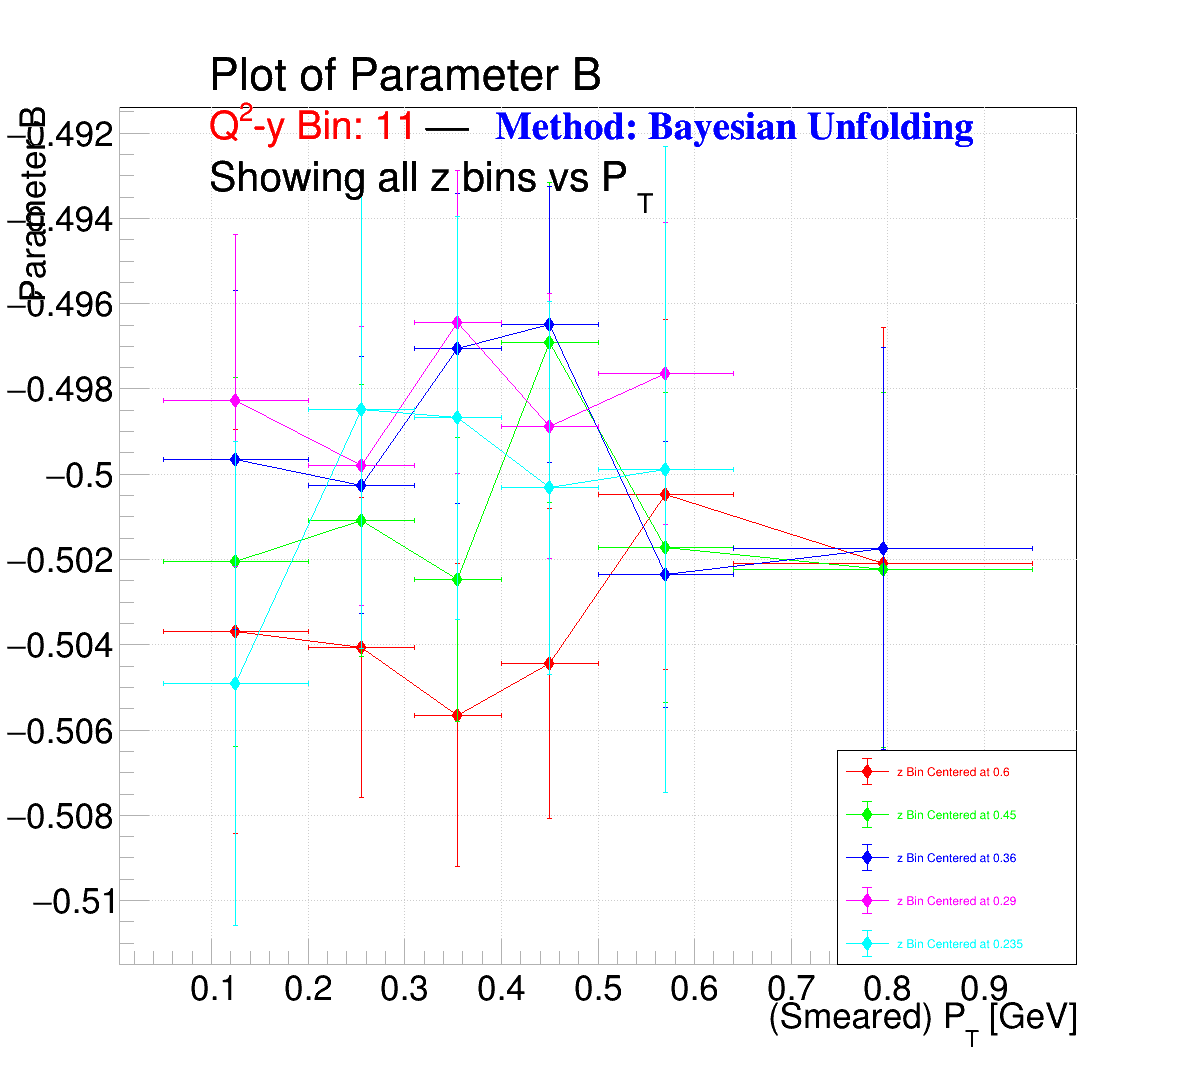 Plot of Parameter B
Q²-y Bin: 11 — Method: Bayesian Unfolding
Showing all z bins vs P_T
Parameter B
−0.492
−0.494
−0.496
−0.498
−0.5
−0.502
−0.504
−0.506
−0.508
−0.51
z Bin Centered at 0.6
z Bin Centered at 0.45
z Bin Centered at 0.36
z Bin Centered at 0.29
z Bin Centered at 0.235
0.1 0.2 0.3 0.4 0.5 0.6 0.7 0.8 0.9
(Smeared) P_T [GeV]